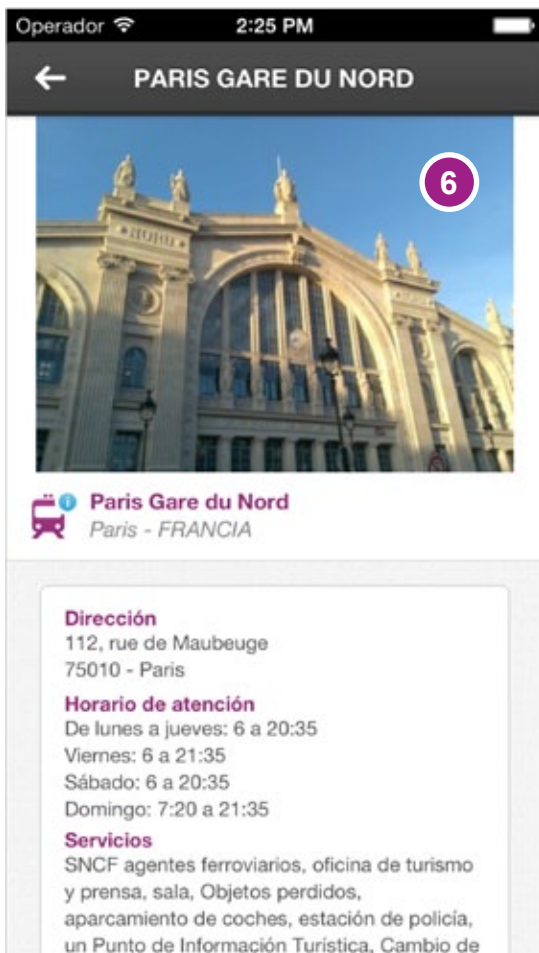 Operador 2:25 PM
PARIS GARE DU NORD
6
NORD
Paris Gare du Nord
Paris - FRANCIA
Dirección
112, rue de Maubeuge
75010 - Paris
Horario de atención
De lunes a jueves: 6 a 20:35
Viernes: 6 a 21:35
Sábado: 6 a 20:35
Domingo: 7:20 a 21:35
Servicios
SNCF agentes ferroviarios, oficina de turismo
y prensa, sala, Objetos perdidos,
aparcamiento de coches, estación de policía,
un Punto de Información Turística, Cambio de